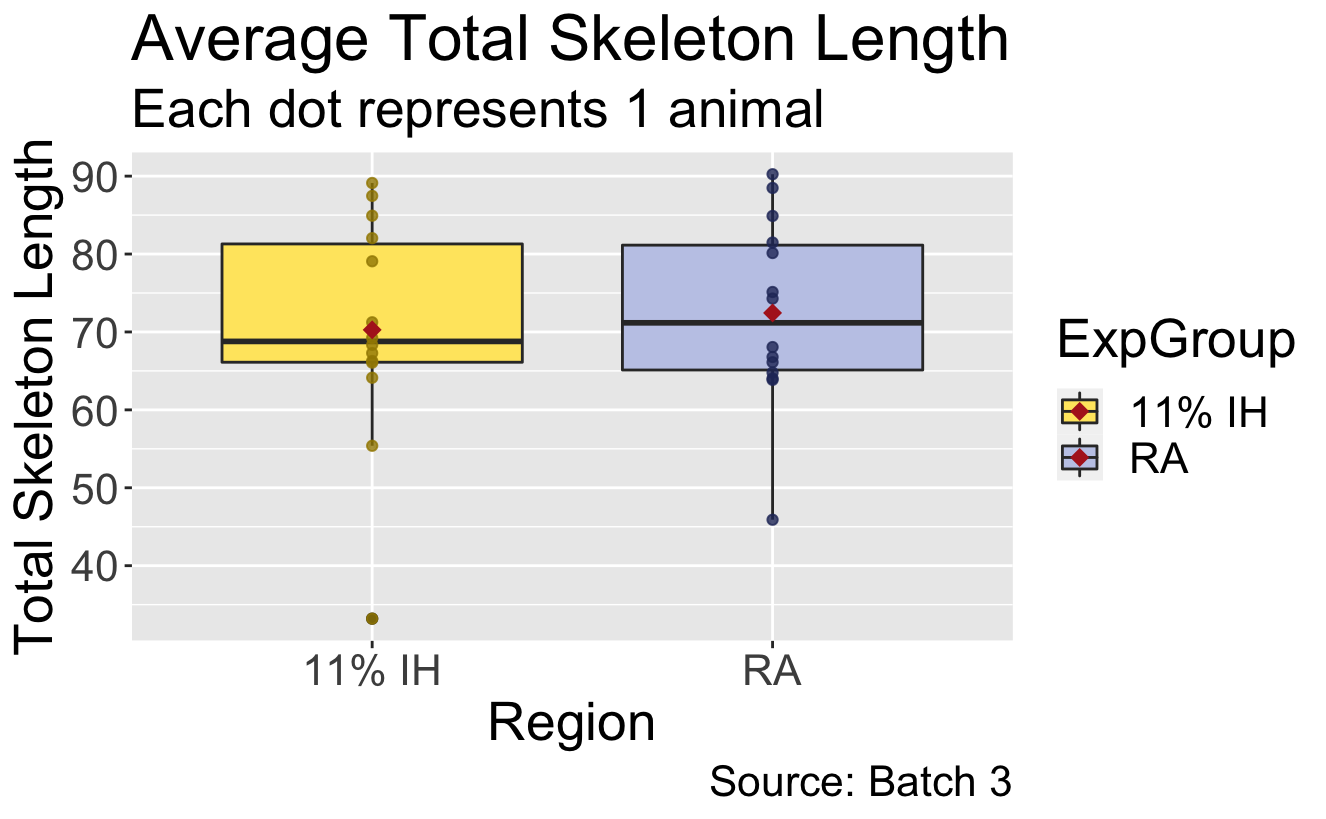 Average Total Skeleton Length
Each dot represents 1 animal
Total Skeleton Length
90
80
70
60
50
40
11% IH
RA
Region
ExpGroup
11% IH
RA
Source: Batch 3